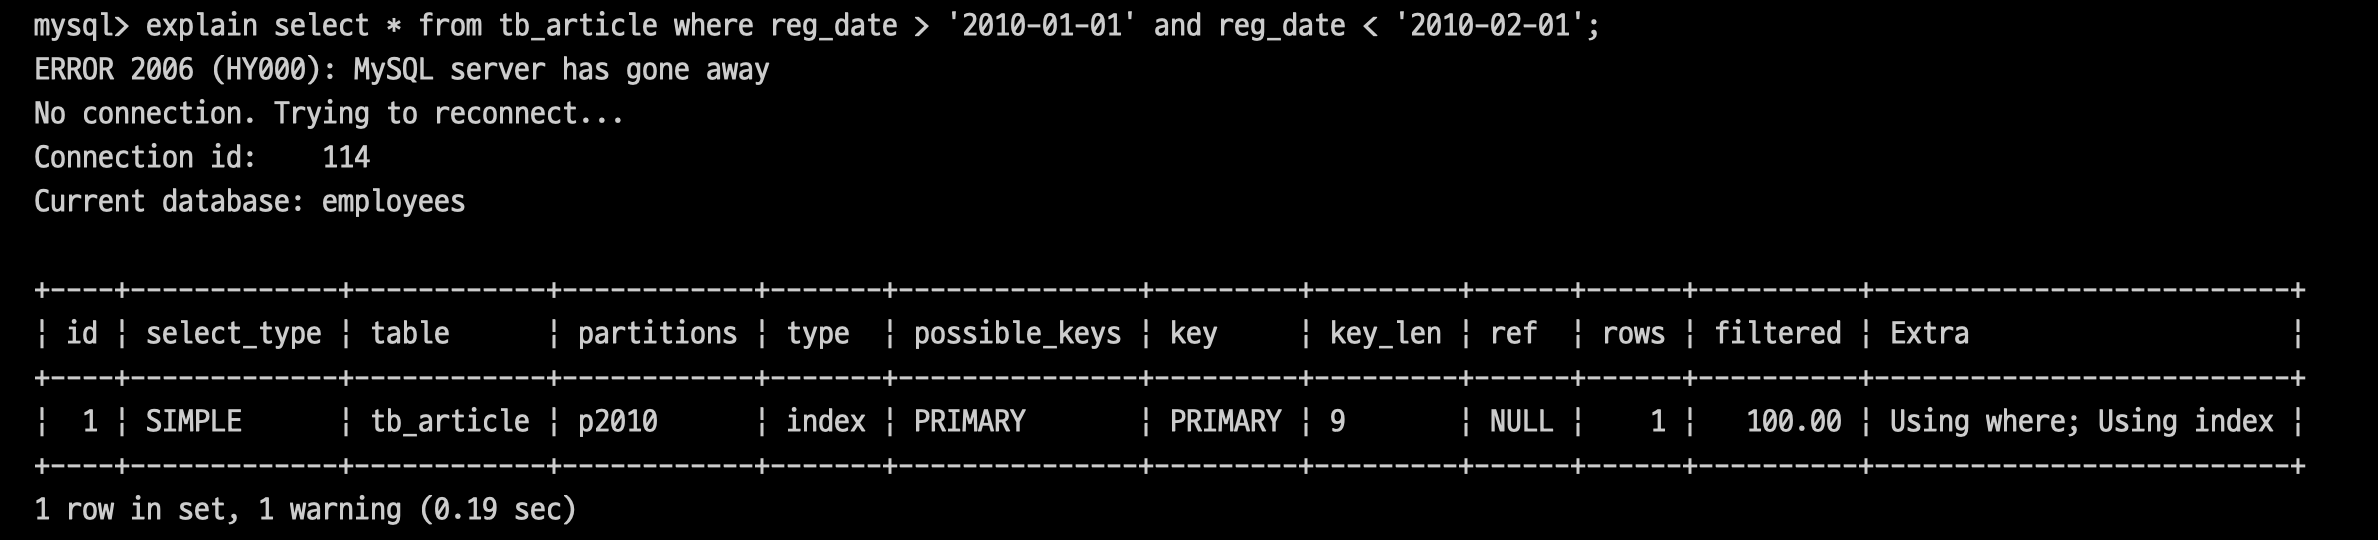 mysql> explain select * from tb_article where reg_date > '2010-01-01' and reg_date < '2010-02-01';
ERROR 2006 (HY000): MySQL server has gone away
No connection. Trying to reconnect...
Connection id:    114
Current database: employees

+----+-------------+------------+------------+-------+---------------+---------+---------+------+------+----------+--------------------------+
| id | select_type | table      | partitions | type  | possible_keys | key     | key_len | ref  | rows | filtered | Extra                    |
+----+-------------+------------+------------+-------+---------------+---------+---------+------+------+----------+--------------------------+
|  1 | SIMPLE      | tb_article | p2010      | index | PRIMARY       | PRIMARY | 9       | NULL |    1 |   100.00 | Using where; Using index |
+----+-------------+------------+------------+-------+---------------+---------+---------+------+------+----------+--------------------------+
1 row in set, 1 warning (0.19 sec)